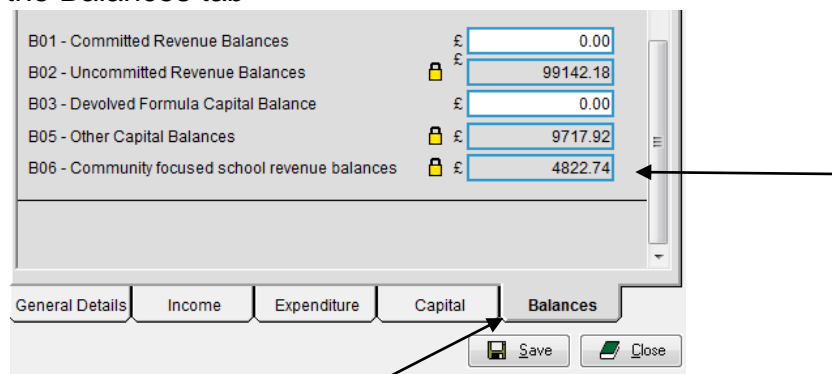 the Balances tab
B01 - Committed Revenue Balances £ 0.00
B02 - Uncommitted Revenue Balances £ 99142.18
B03 - Devolved Formula Capital Balance £ 0.00
B05 - Other Capital Balances £ 9717.92
B06 - Community focused school revenue balances £ 4822.74
General Details Income Expenditure Capital Balances
Save Close